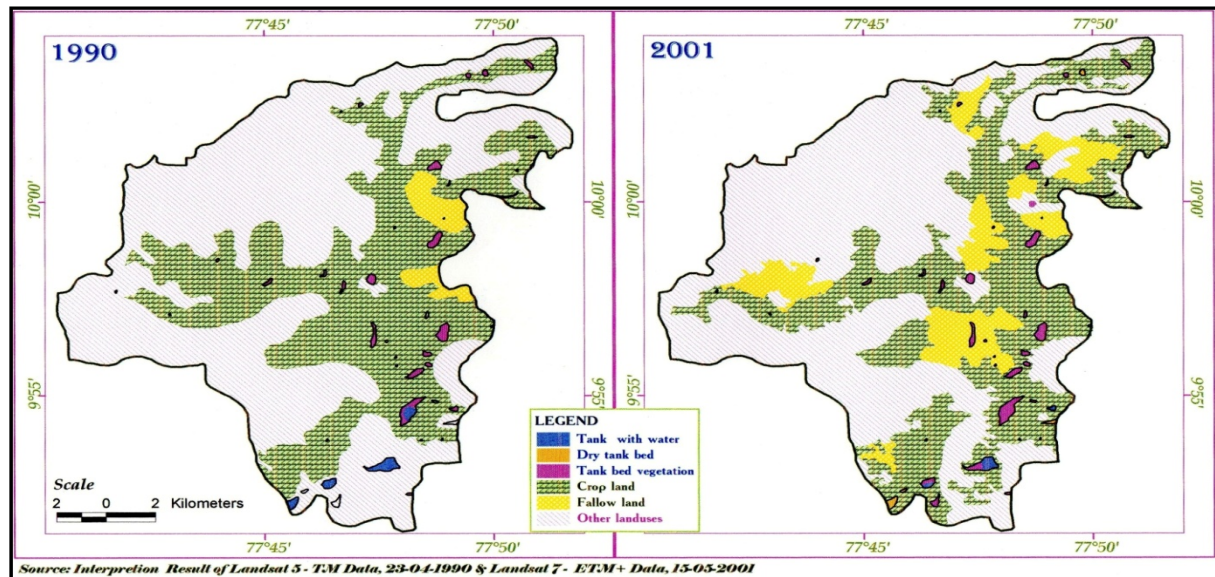 77°45' 77°50' 77°45' 77°50'
1990 2001
10°00' 10°00' 10°00'
9°55' 9°55' 9°55'
LEGEND
Tank with water
Dry tank bed
Tank bed vegetation
Crop land
Fallow land
Other landuses
Scale
2 0 2 Kilometers
77°45' 77°50' 77°45' 77°50'
Source: Interpretion Result of Landsat 5 - TM Data, 23-04-1990 & Landsat 7 - ETM+ Data, 15-05-2001